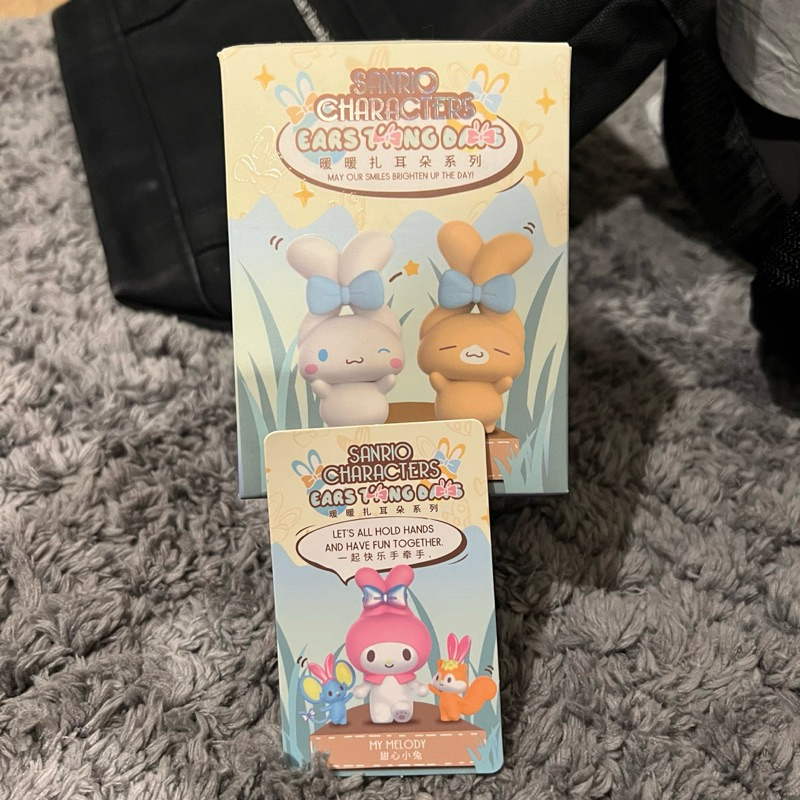 SANRIO
CHARACTERS
EARS TYING DAYS
暖暖扎耳朵系列
MAY OUR SMILES BRIGHTEN UP THE DAY!
SANRIO
CHARACTERS
EARS TYING DAYS
暖暖扎耳朵系列
LET'S ALL HOLD HANDS
AND HAVE FUN TOGETHER.
一起快乐手牵手.
MY MELODY
甜心小兔